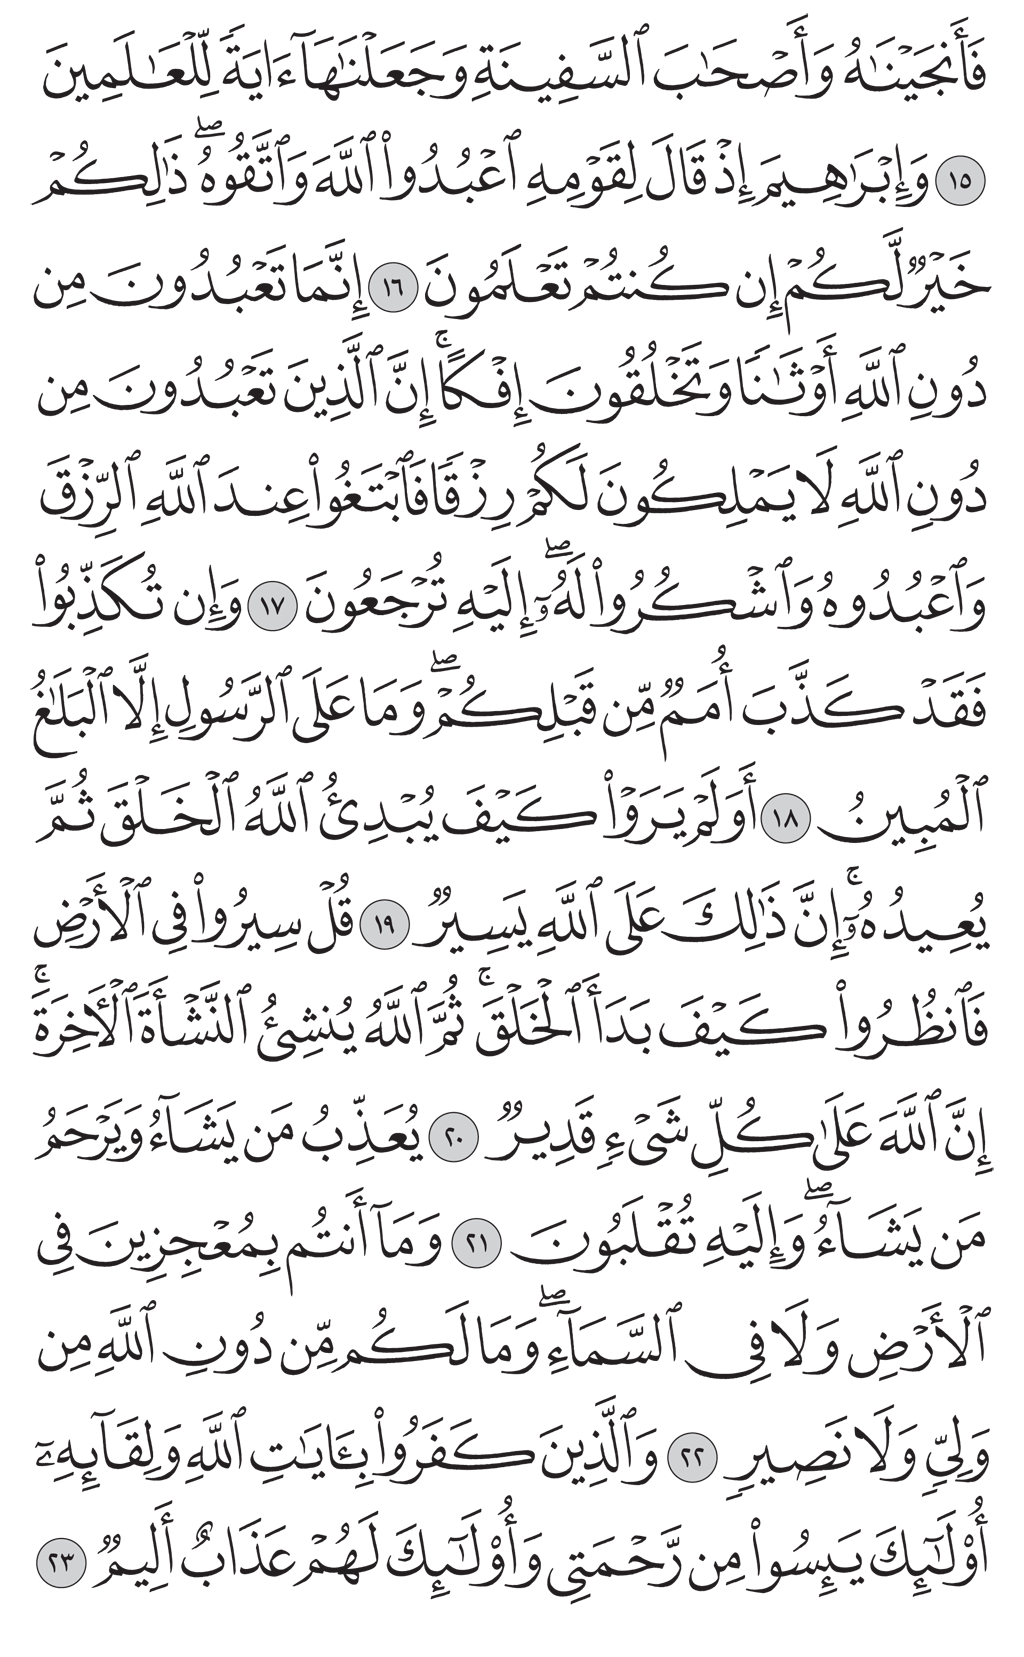 فَأَنجَيۡنَٰهُ وَأَصۡحَٰبَ ٱلسَّفِينَةِ وَجَعَلۡنَٰهَآ ءَايَةٗ لِّلۡعَٰلَمِينَ
١٥ وَإِبۡرَٰهِيمَ إِذۡ قَالَ لِقَوۡمِهِ ٱعۡبُدُواْ ٱللَّهَ وَٱتَّقُوهُۖ ذَٰلِكُمۡ
خَيۡرٞ لَّكُمۡ إِن كُنتُمۡ تَعۡلَمُونَ ١٦ إِنَّمَا تَعۡبُدُونَ مِن
دُونِ ٱللَّهِ أَوۡثَٰنٗا وَتَخۡلُقُونَ إِفۡكًاۚ إِنَّ ٱلَّذِينَ تَعۡبُدُونَ مِن
دُونِ ٱللَّهِ لَا يَمۡلِكُونَ لَكُمۡ رِزۡقٗا فَٱبۡتَغُواْ عِندَ ٱللَّهِ ٱلرِّزۡقَ
وَٱعۡبُدُوهُ وَٱشۡكُرُواْ لَهُۥٓۖ إِلَيۡهِ تُرۡجَعُونَ ١٧ وَإِن تُكَذِّبُواْ
فَقَدۡ كَذَّبَ أُمَمٞ مِّن قَبۡلِكُمۡۖ وَمَا عَلَى ٱلرَّسُولِ إِلَّا ٱلۡبَلَٰغُ
ٱلۡمُبِينُ ١٨ أَوَلَمۡ يَرَوۡاْ كَيۡفَ يُبۡدِئُ ٱللَّهُ ٱلۡخَلۡقَ ثُمَّ
يُعِيدُهُۥٓۚ إِنَّ ذَٰلِكَ عَلَى ٱللَّهِ يَسِيرٞ ١٩ قُلۡ سِيرُواْ فِي ٱلۡأَرۡضِ
فَٱنظُرُواْ كَيۡفَ بَدَأَ ٱلۡخَلۡقَۚ ثُمَّ ٱللَّهُ يُنشِئُ ٱلنَّشۡأَةَ ٱلۡأٓخِرَةَۚ
إِنَّ ٱللَّهَ عَلَىٰ كُلِّ شَيۡءٖ قَدِيرٞ ٢٠ يُعَذِّبُ مَن يَشَآءُ وَيَرۡحَمُ
مَن يَشَآءُۖ وَإِلَيۡهِ تُقۡلَبُونَ ٢١ وَمَآ أَنتُم بِمُعۡجِزِينَ فِي
ٱلۡأَرۡضِ وَلَا فِي ٱلسَّمَآءِۖ وَمَا لَكُم مِّن دُونِ ٱللَّهِ مِن
وَلِيّٖ وَلَا نَصِيرٖ ٢٢ وَٱلَّذِينَ كَفَرُواْ بِـَٔايَٰتِ ٱللَّهِ وَلِقَآئِهِۦٓ
أُوْلَٰٓئِكَ يَئِسُواْ مِن رَّحۡمَتِي وَأُوْلَٰٓئِكَ لَهُمۡ عَذَابٌ أَلِيمٞ ٢٣